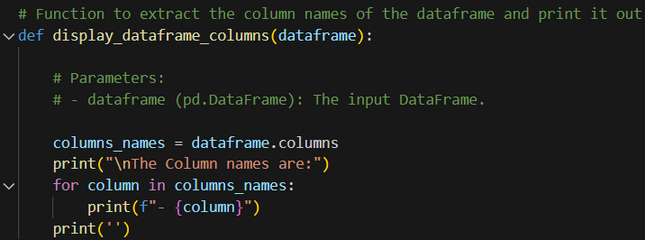 # Function to extract the column names of the dataframe and print it out
def display_dataframe_columns(dataframe):
# Parameters:
# - dataframe (pd.DataFrame): The input DataFrame.
columns_names = dataframe.columns
print("\nThe Column names are:")
for column in columns_names:
print(f"- {column}")
print('')